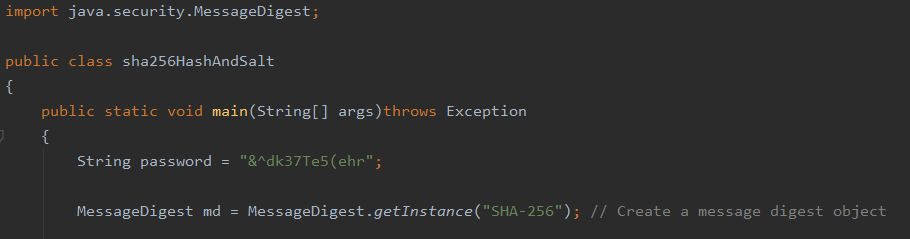 import java.security.MessageDigest;
public class sha256HashAndSalt
{
public static void main(String[] args)throws Exception
{
String password = "&^dk37Te5(ehr";
MessageDigest md = MessageDigest.getInstance("SHA-256"); // Create a message digest object